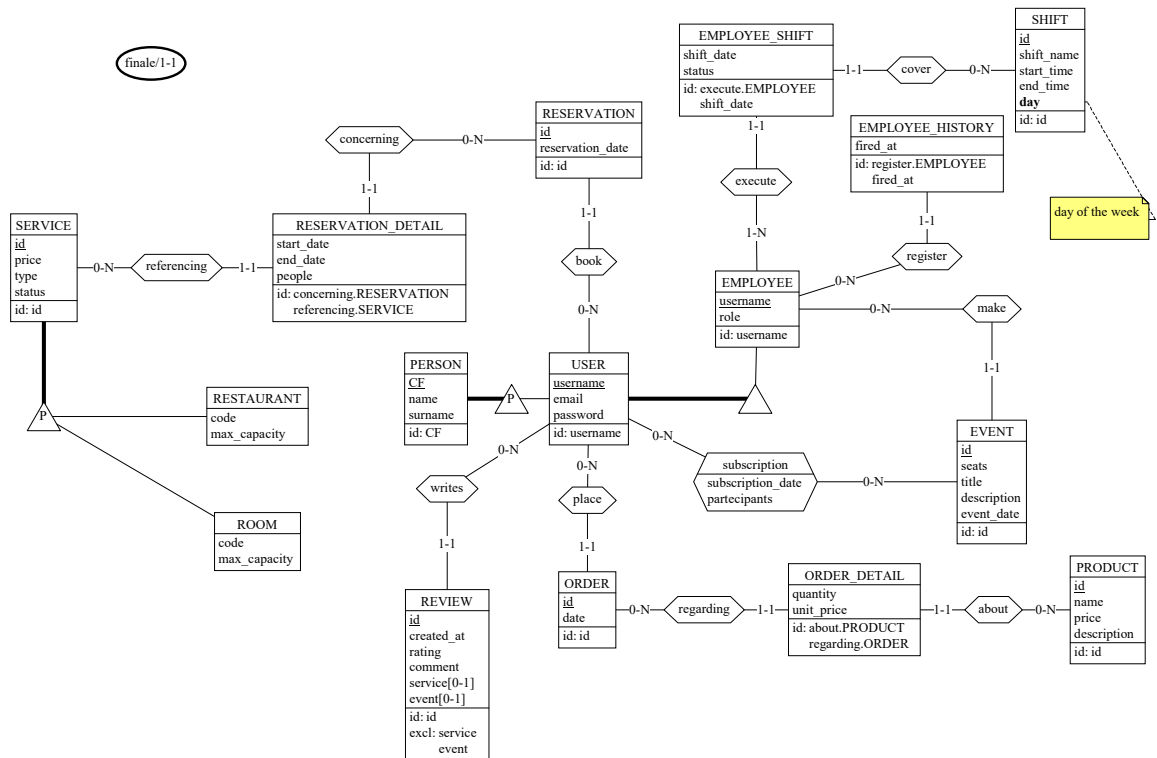 finale/1-1
EMPLOYEE_SHIFT
shift_date
status
id: execute.EMPLOYEE
shift_date
1-1
cover
0-N
SHIFT
id
shift_name
start_time
end_time
day
id: id
day of the week
1-1
execute
1-N
EMPLOYEE_HISTORY
fired_at
id: register.EMPLOYEE
fired_at
1-1
register
0-N
concerning
0-N
1-1
RESERVATION
id
reservation_date
id: id
1-1
book
0-N
SERVICE
id
price
type
status
id: id
0-N
referencing
1-1
RESERVATION_DETAIL
start_date
end_date
people
id: concerning.RESERVATION
referencing.SERVICE
EMPLOYEE
username
role
id: username
0-N
make
1-1
PERSON
CF
name
surname
id: CF
P
USER
username
email
password
id: username
P
RESTAURANT
code
max_capacity
ROOM
code
max_capacity
0-N
writes
1-1
0-N
place
1-1
0-N
subscription
subscription_date
partecipants
0-N
EVENT
id
seats
title
description
event_date
id: id
REVIEW
id
created_at
rating
comment
service[0-1]
event[0-1]
id: id
excl: service
event
ORDER
id
date
id: id
0-N
regarding
1-1
ORDER_DETAIL
quantity
unit_price
id: about.PRODUCT
regarding.ORDER
1-1
about
0-N
PRODUCT
id
name
price
description
id: id